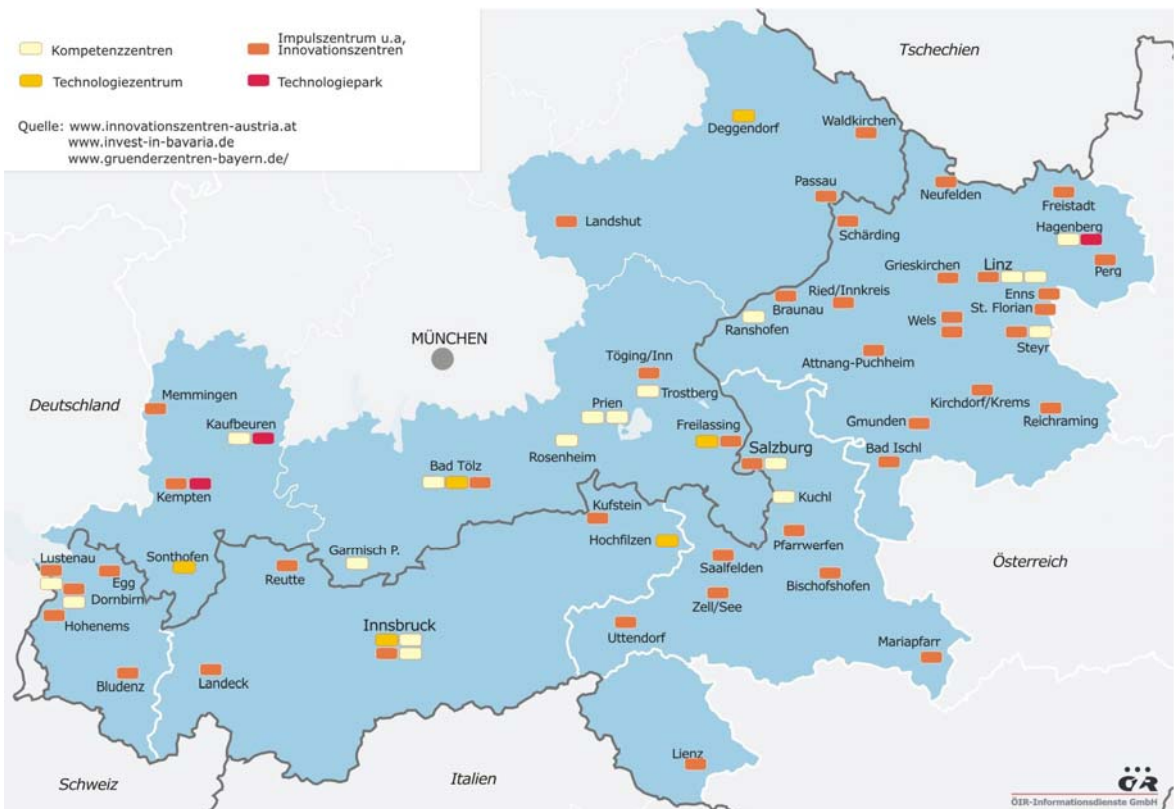 Kompetenzzentren
Impulszentrum u.a,
Innovationszentren
Technologiezentrum
Technologiepark
Quelle: www.innovationszentren-austria.at
www.invest-in-bavaria.de
www.gruenderzentren-bayern.de/
Tschechien
Deggendorf
Waldkirchen
Passau
Neufelden
Freistadt
Landshut
Schärding
Hagenberg
Grieskirchen
Linz
Perg
Enns
Ried/Innkreis
Braunau
St. Florian
Ranshofen
Wels
Steyr
MÜNCHEN
Töging/Inn
Attnang-Puchheim
Trostberg
Memmingen
Prien
Kirchdorf/Krems
Deutschland
Kaufbeuren
Freilassing
Gmunden
Reichraming
Rosenheim
Salzburg
Bad Ischl
Bad Tölz
Kempten
Kuchl
Kufstein
Hochfilzen
Pfarrwerfen
Garmisch P.
Sonthofen
Lustenau
Reutte
Egg
Saalfelden
Österreich
Bischofshofen
Dornbirn
Zell/See
Hohenems
Innsbruck
Uttendorf
Mariapfarr
Bludenz
Landeck
Lienz
Schweiz
Italien
ÖIR
ÖIR-Informationsdienste GmbH